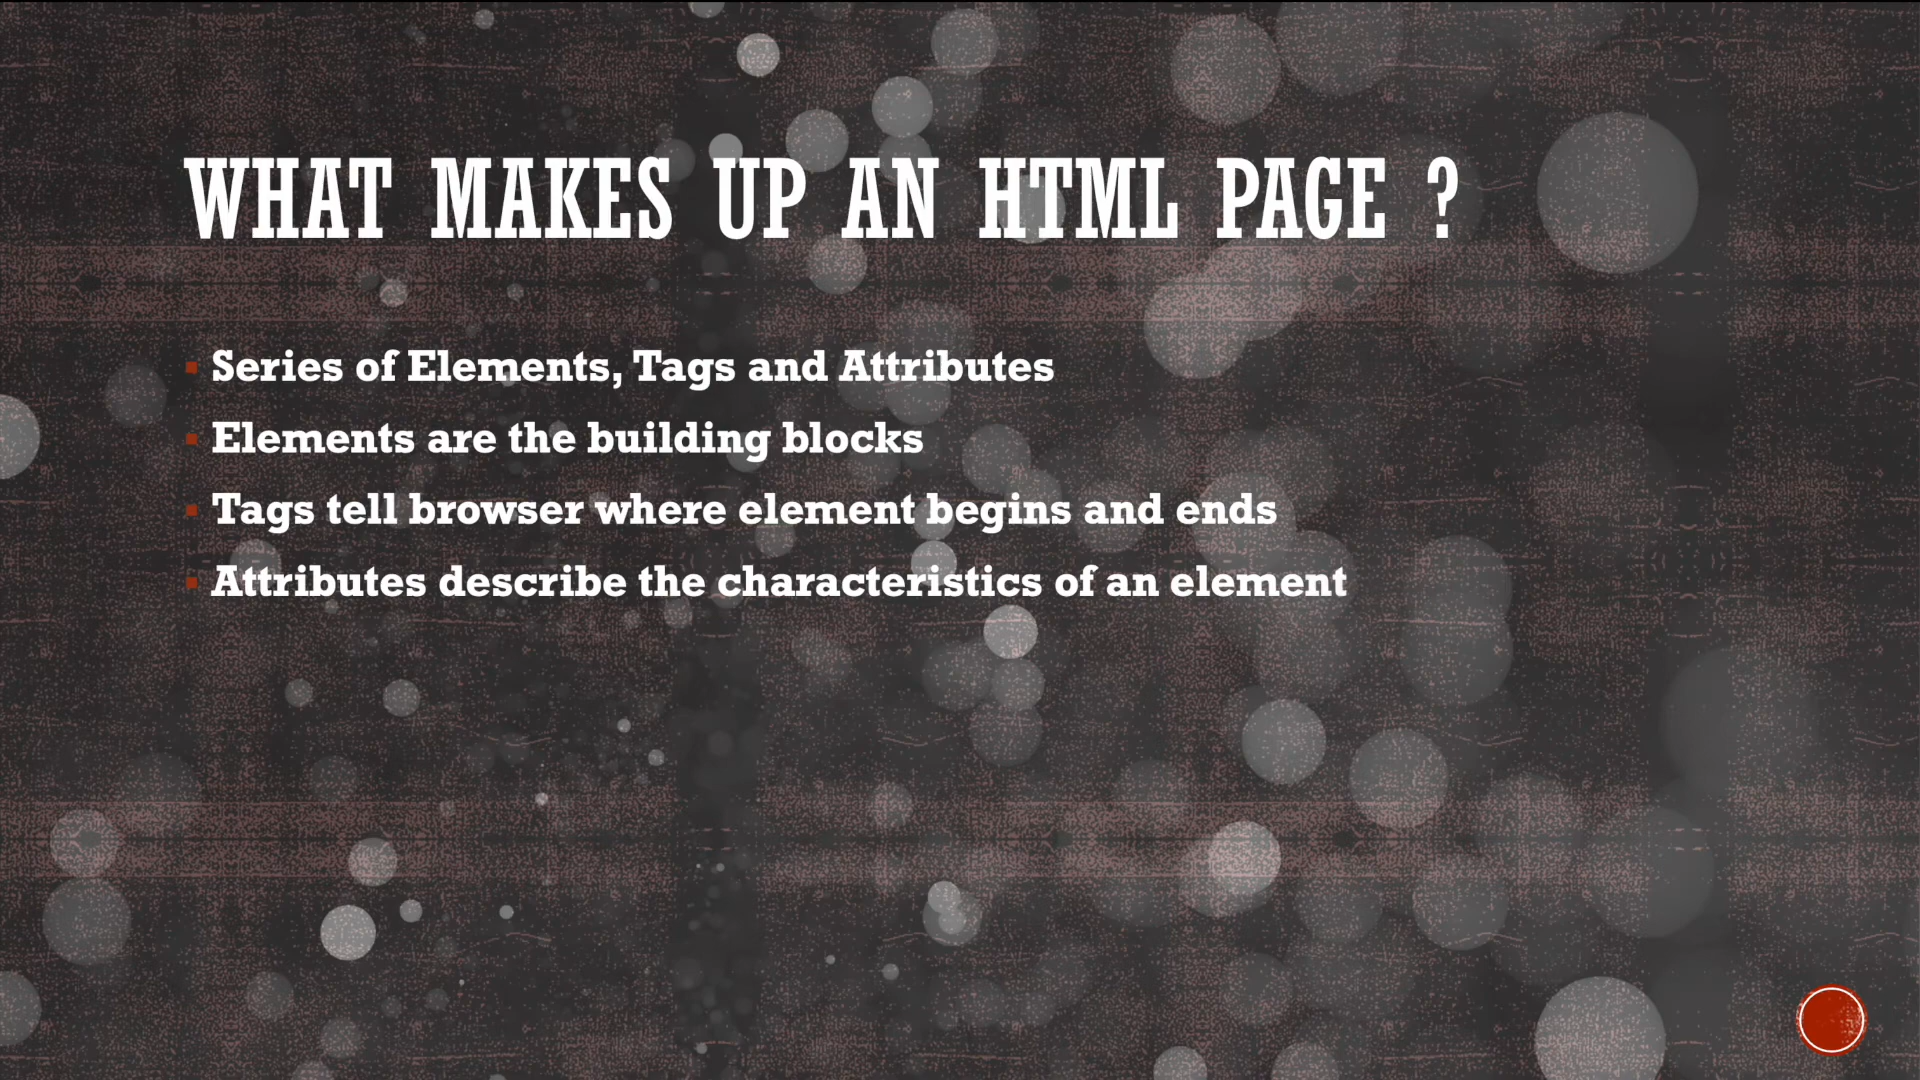 WHAT MAKES UP AN HTML PAGE ?
Series of Elements, Tags and Attributes
Elements are the building blocks
Tags tell browser where element begins and ends
Attributes describe the characteristics of an element